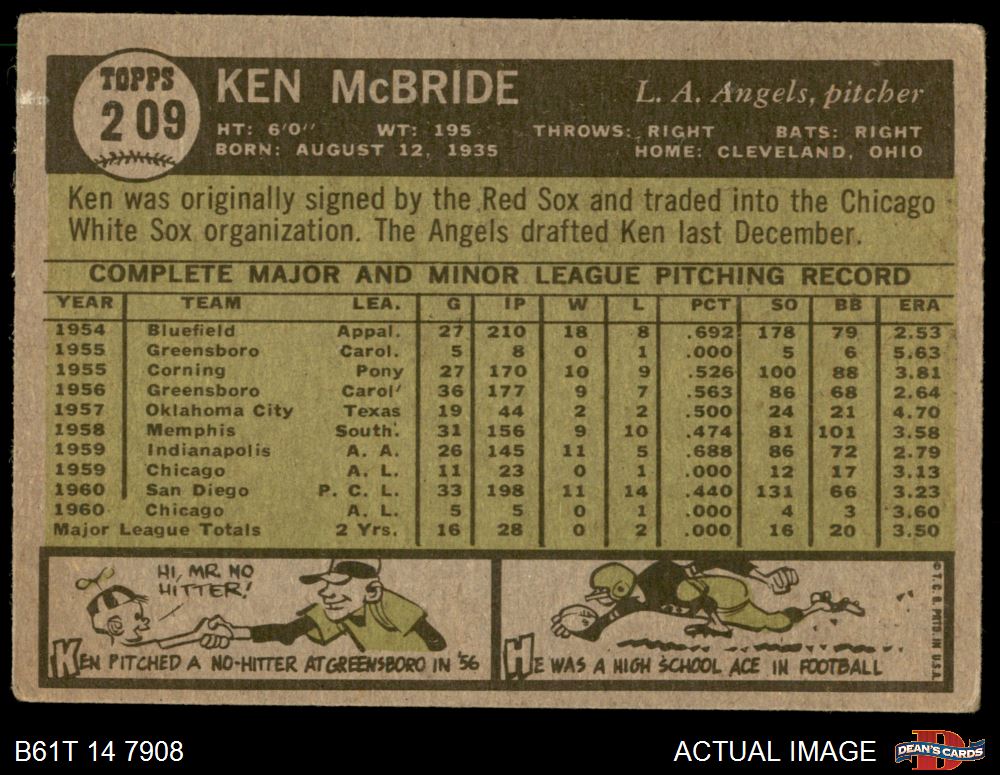 TOPPS
209
KEN McBRIDE
L. A. Angels, pitcher
HT: 6'0" WT: 195 THROWS: RIGHT BATS: RIGHT
BORN: AUGUST 12, 1935 HOME: CLEVELAND, OHIO
Ken was originally signed by the Red Sox and traded into the Chicago
White Sox organization. The Angels drafted Ken last December.
COMPLETE MAJOR AND MINOR LEAGUE PITCHING RECORD
YEAR TEAM LEA. G IP W L PCT SO BB ERA
1954 Bluefield Appal. 27 210 18 8 .692 178 79 2.53
1955 Greensboro Carol. 5 8 0 1 .000 5 6 5.63
1955 Corning Pony 27 170 10 9 .526 100 88 3.81
1956 Greensboro Carol' 36 177 9 7 .563 86 68 2.64
1957 Oklahoma City Texas 19 44 2 2 .500 24 21 4.70
1958 Memphis South. 31 156 9 10 .474 81 101 3.58
1959 Indianapolis A. A. 26 145 11 5 .688 86 72 2.79
1959 Chicago A. L. 11 23 0 1 .000 12 17 3.13
1960 San Diego P. C. L. 33 198 11 14 .440 131 66 3.23
1960 Chicago A. L. 5 5 0 1 .000 4 3 3.60
Major League Totals 2 Yrs. 16 28 0 2 .000 16 20 3.50
HI, MR. NO
HITTER!
KEN PITCHED A NO-HITTER AT GREENSBORO IN '56
HE WAS A HIGH SCHOOL ACE IN FOOTBALL
© T. C. G. PRTD. IN U.S.A.
B61T 14 7908
ACTUAL IMAGE
DEAN'S CARDS